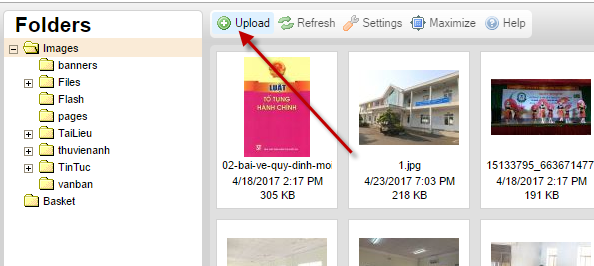 Folders
Images
banners
Files
Flash
pages
TaiLieu
thuvienanh
TinTuc
vanban
Basket
Upload Refresh Settings Maximize Help
LUẬT
TỐ TỤNG
HÀNH CHÍNH
02-bai-ve-quy-dinh-mo 1.jpg 15133795_663671477
4/18/2017 2:17 PM 4/23/2017 7:03 PM 4/18/2017 2:17 PM
305 KB 218 KB 191 KB